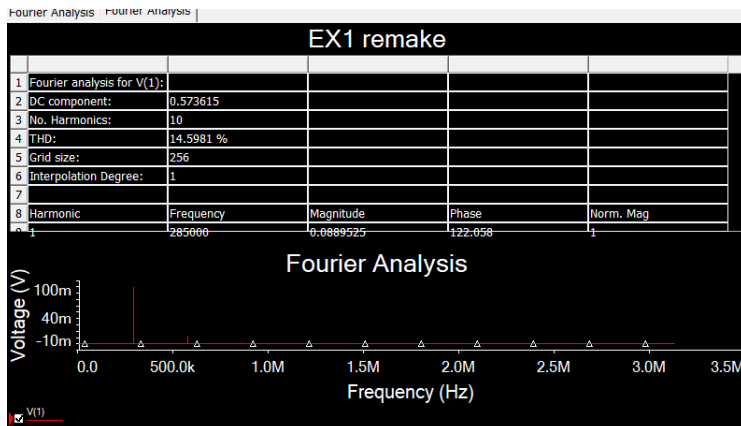 Fourier Analysis Fourier Analysis
EX1 remake
1 Fourier analysis for V(1):
2 DC component: 0.573615
3 No. Harmonics: 10
4 THD: 14.5981 %
5 Grid size: 256
6 Interpolation Degree: 1
7
8 Harmonic Frequency Magnitude Phase Norm. Mag
9 1 285000 0.0889525 122.058 1
Fourier Analysis
Voltage (V)
100m
40m
-10m
0.0 500.0k 1.0M 1.5M 2.0M 2.5M 3.0M 3.5M
Frequency (Hz)
V(1)